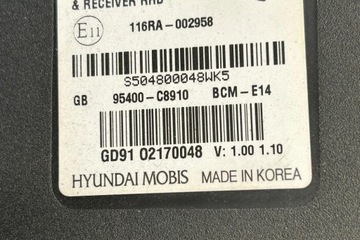 & RECEIVER RHD
E11 116RA-002958
S504800048WK5
GB 95400-C8910 BCM-E14
GD91 02170048 V: 1.00 1.10
HYUNDAI MOBIS MADE IN KOREA